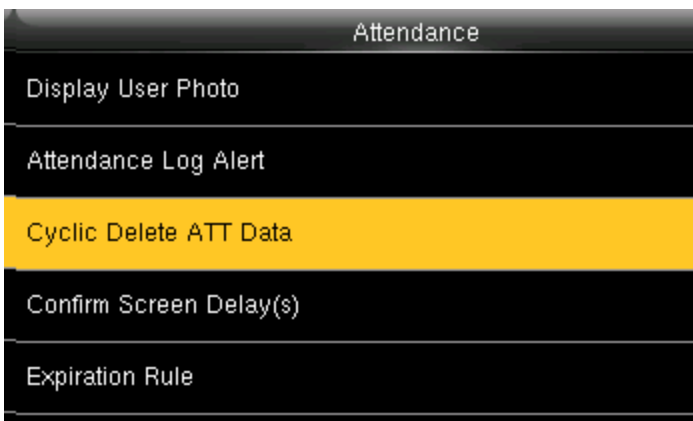 Attendance
Display User Photo
Attendance Log Alert
Cyclic Delete ATT Data
Confirm Screen Delay(s)
Expiration Rule